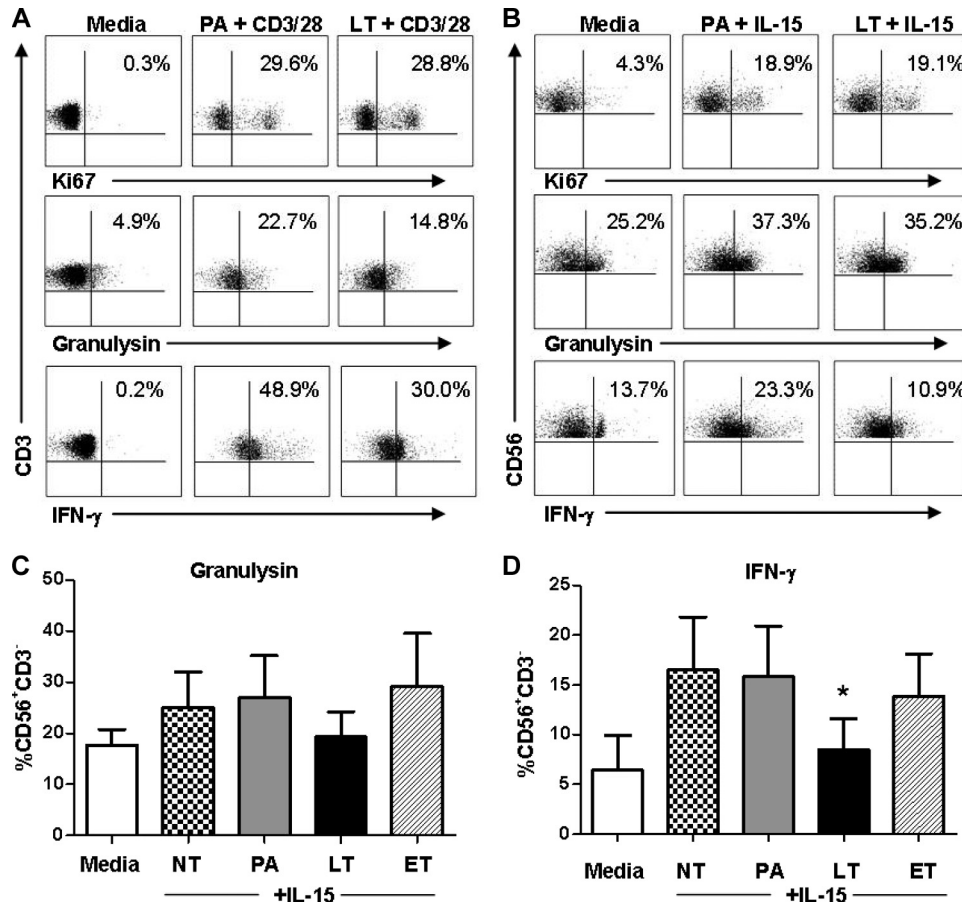 A
Media PA + CD3/28 LT + CD3/28
0.3% 29.6% 28.8%
Ki67
4.9% 22.7% 14.8%
Granulysin
0.2% 48.9% 30.0%
CD3
IFN-γ
B
Media PA + IL-15 LT + IL-15
4.3% 18.9% 19.1%
Ki67
25.2% 37.3% 35.2%
Granulysin
13.7% 23.3% 10.9%
CD56
IFN-γ
C
Granulysin
%CD56+CD3-
50
40
30
20
10
0
Media NT PA LT ET
+IL-15
D
IFN-γ
%CD56+CD3-
25
20
15
10
5
0
*
Media NT PA LT ET
+IL-15